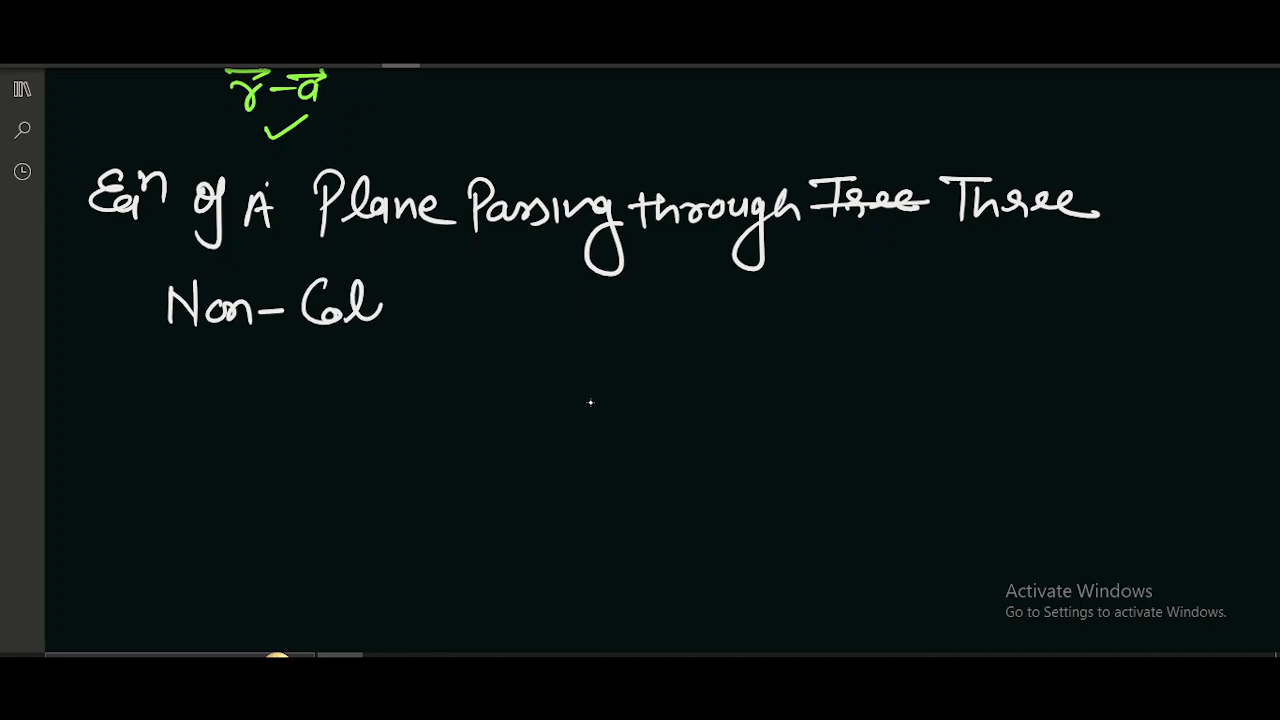 r⃗ - a⃗
Eqn Of A Plane Passing through Tree Three
Non- Col
Activate Windows
Go to Settings to activate Windows.